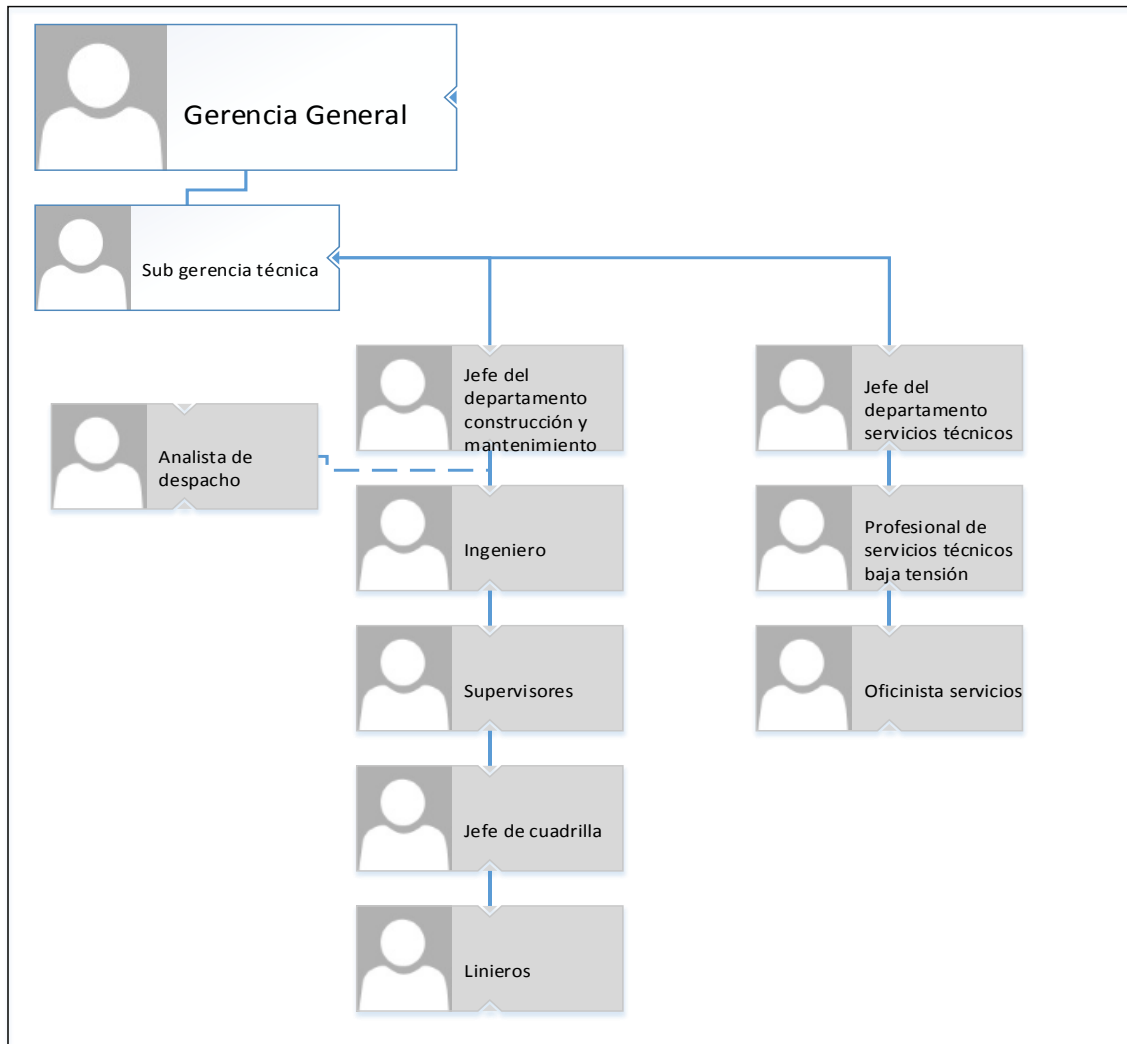 Gerencia General
Sub gerencia técnica
Jefe del
departamento
construcción y
mantenimiento
Jefe del
departamento
servicios técnicos
Analista de
despacho
Ingeniero
Profesional de
servicios técnicos
baja tensión
Supervisores
Oficinista servicios
Jefe de cuadrilla
Linieros